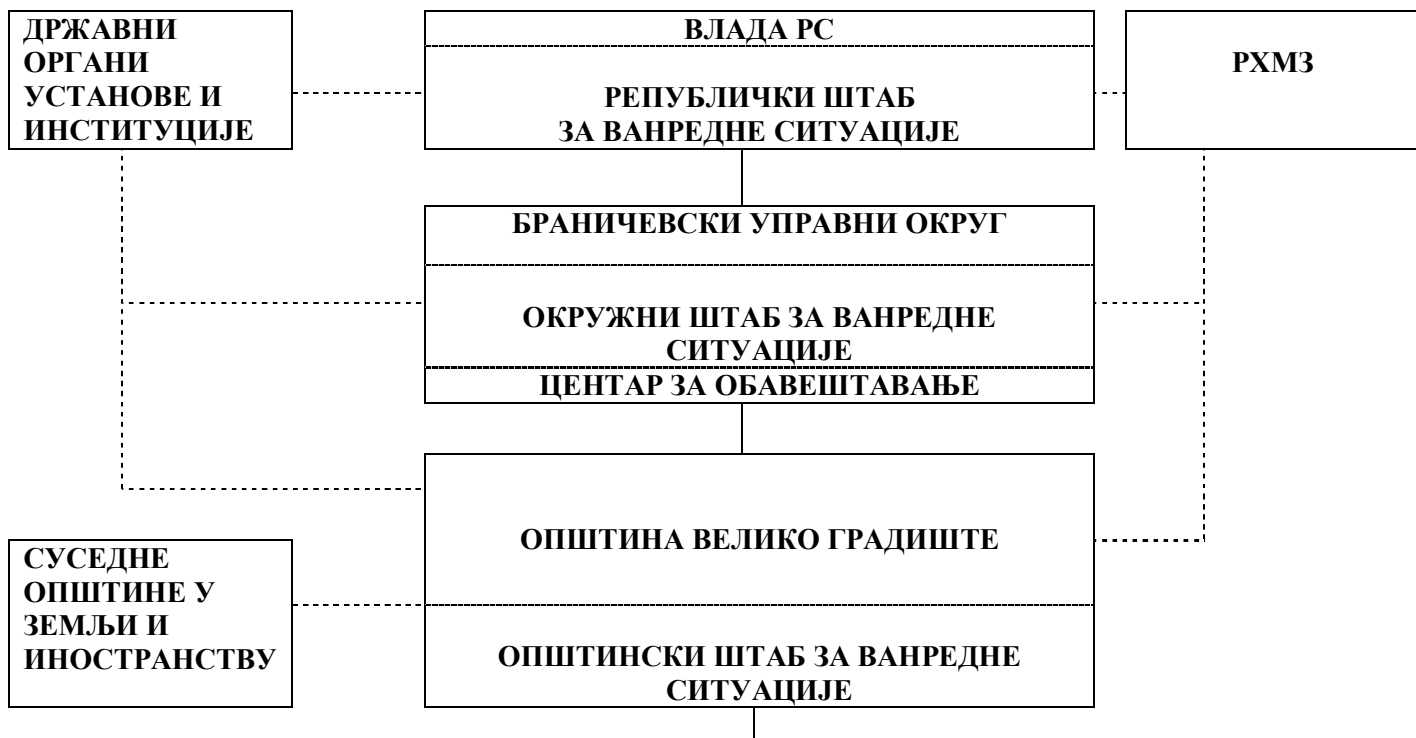 ДРЖАВНИ
ОРГАНИ
УСТАНОВЕ И
ИНСТИТУЦИЈЕ
ВЛАДА РС
РЕПУБЛИЧКИ ШТАБ
ЗА ВАНРЕДНЕ СИТУАЦИЈЕ
РХМЗ
БРАНИЧЕВСКИ УПРАВНИ ОКРУГ
ОКРУЖНИ ШТАБ ЗА ВАНРЕДНЕ
СИТУАЦИЈЕ
ЦЕНТАР ЗА ОБАВЕШТАВАЊЕ
ОПШТИНА ВЕЛИКО ГРАДИШТЕ
СУСЕДНЕ
ОПШТИНЕ У
ЗЕМЉИ И
ИНОСТРАНСТВУ
ОПШТИНСКИ ШТАБ ЗА ВАНРЕДНЕ
СИТУАЦИЈЕ